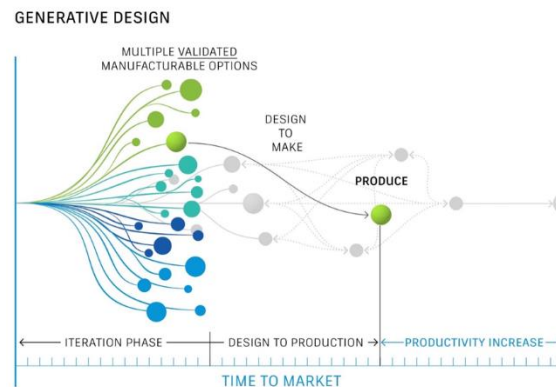 GENERATIVE DESIGN
MULTIPLE VALIDATED
MANUFACTURABLE OPTIONS
DESIGN
TO
MAKE
PRODUCE
ITERATION PHASE
DESIGN TO PRODUCTION
PRODUCTIVITY INCREASE
TIME TO MARKET